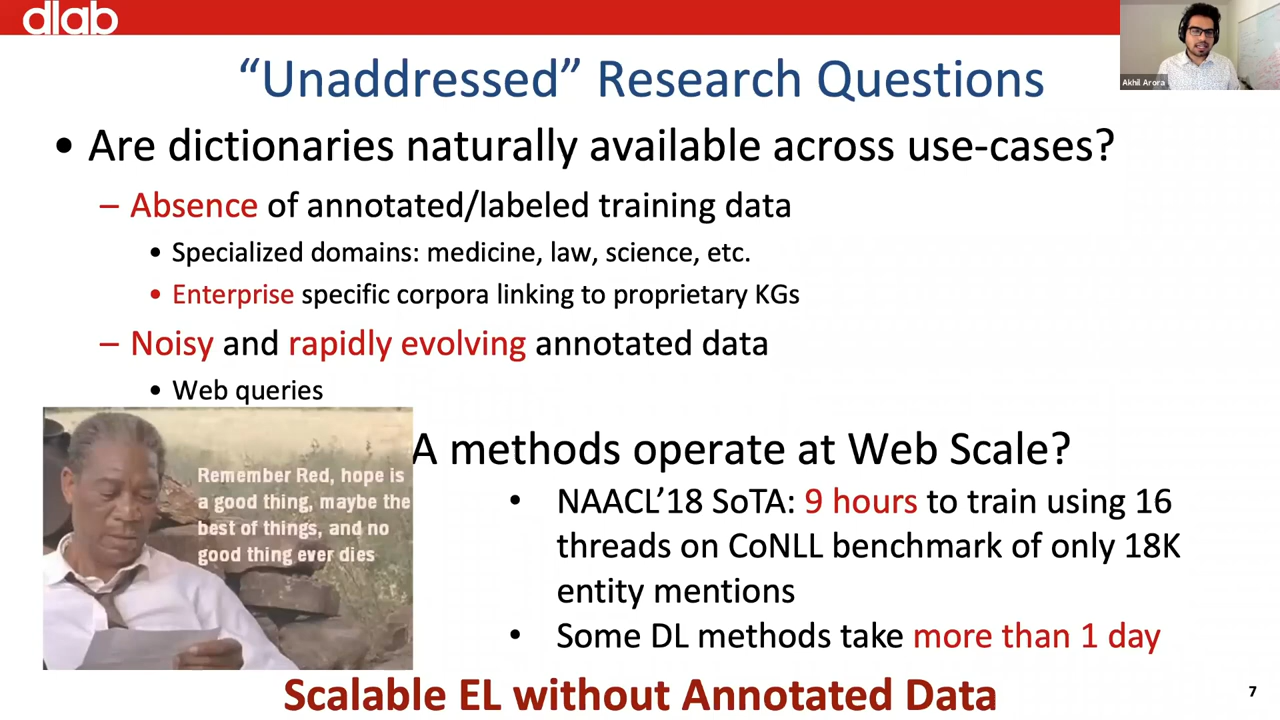 dlab
Akhil Arora
“Unaddressed” Research Questions
• Are dictionaries naturally available across use-cases?
– Absence of annotated/labeled training data
• Specialized domains: medicine, law, science, etc.
• Enterprise specific corpora linking to proprietary KGs
– Noisy and rapidly evolving annotated data
• Web queries
A methods operate at Web Scale?
Remember Red, hope is
a good thing, maybe the
best of things, and no
good thing ever dies
• NAACL’18 SoTA: 9 hours to train using 16
threads on CoNLL benchmark of only 18K
entity mentions
• Some DL methods take more than 1 day
Scalable EL without Annotated Data
7